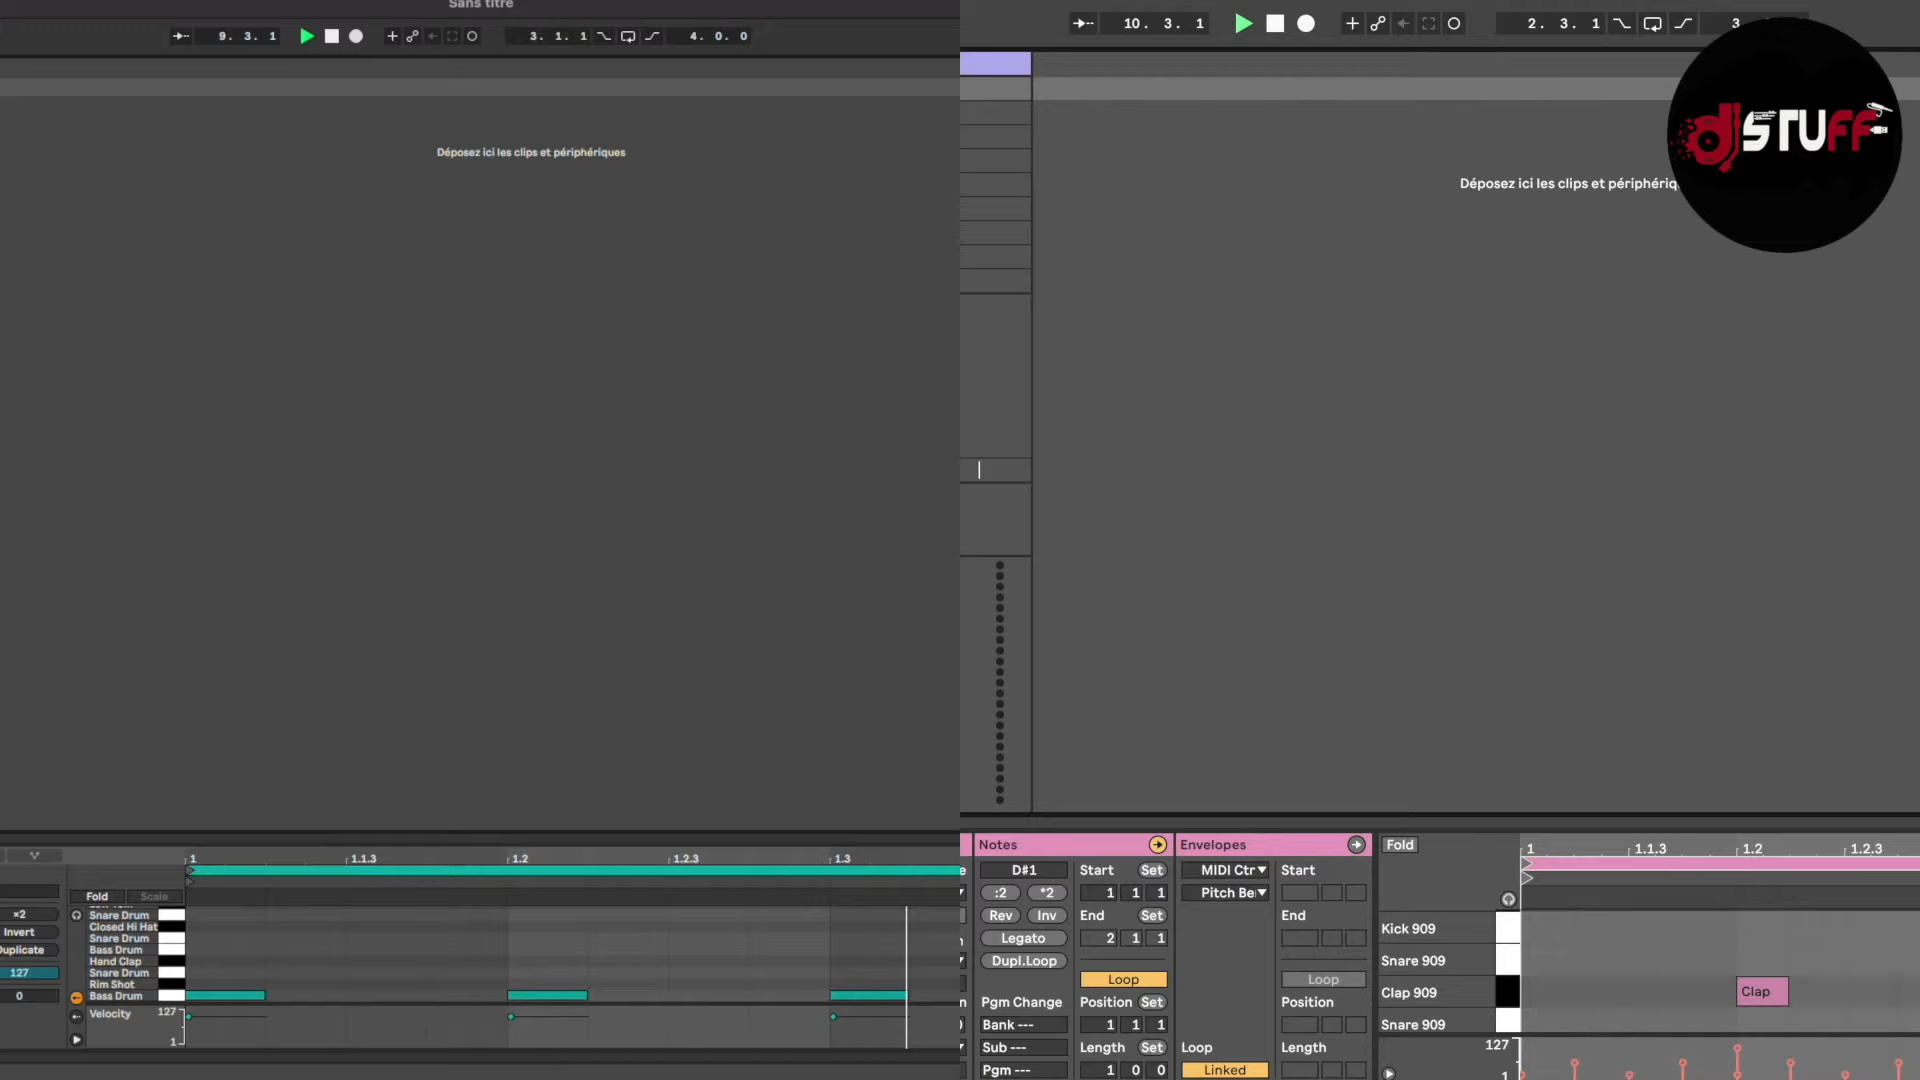 Sans titre
9. 3. 1
3. 1. 1
4. 0. 0
Déposez ici les clips et périphériques
1
1.1.3
1.2
1.2.3
1.3
Fold
Scale
×2
Invert
Duplicate
127
0
Snare Drum
Closed Hi Hat
Snare Drum
Bass Drum
Hand Clap
Snare Drum
Rim Shot
Bass Drum
Velocity
127
1
10. 3. 1
2. 3. 1
3
dj STUFF
Déposez ici les clips et
Notes
D#1
:2
*2
Rev
Inv
Legato
Dupl.Loop
Pgm Change
Bank ---
Sub ---
Pgm ---
Start
Set
1 1 1
End
Set
2 1 1
Loop
Position
Set
1 1 1
Length
Set
1 0 0
Envelopes
MIDI Ctr
Pitch Be
Loop
Linked
Start
End
Loop
Position
Length
Fold
1
1.1.3
1.2
1.2.3
Kick 909
Snare 909
Clap 909
Snare 909
Clap
127
1